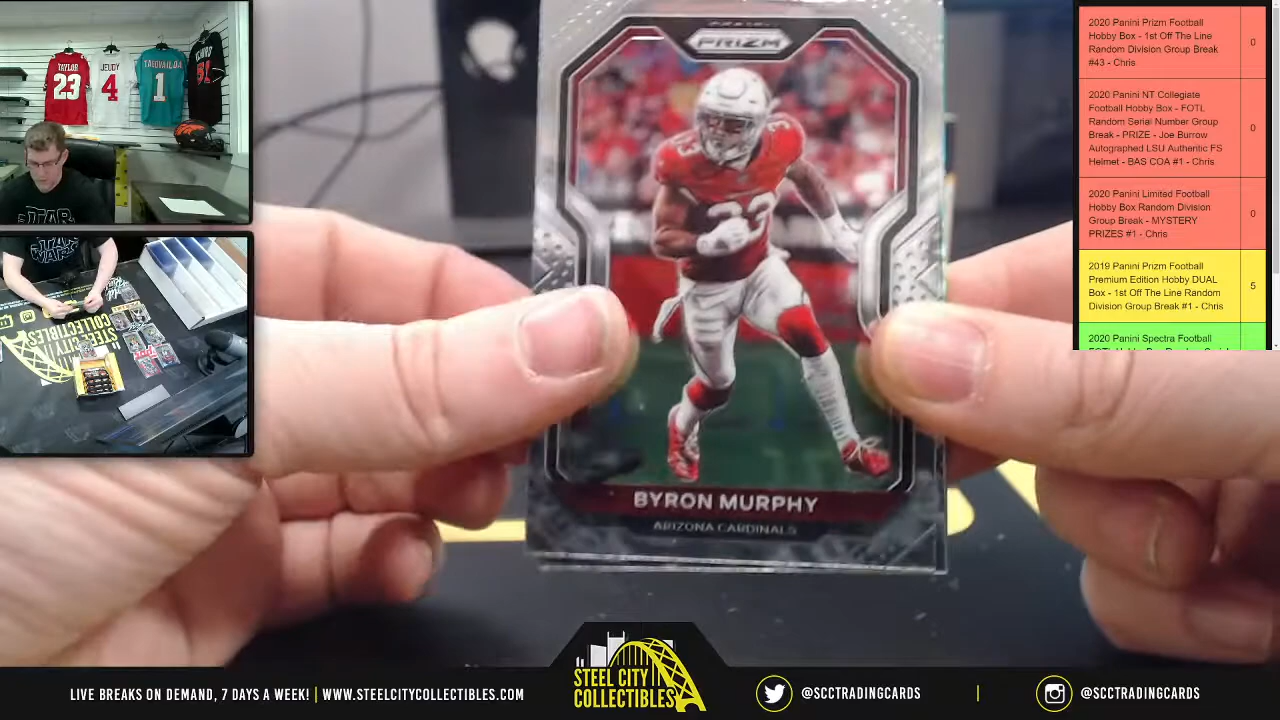 TAYLOR
23
JEUDY
4
TAGOVAILOA
1
STAR
WARS
PRIZM
33
BYRON MURPHY
ARIZONA CARDINALS
2020 Panini Prizm Football
Hobby Box - 1st Off The Line
Random Division Group Break
#43 - Chris
0
2020 Panini NT Collegiate
Football Hobby Box - FOTL
Random Serial Number Group
Break - PRIZE - Joe Burrow
Autographed LSU Authentic FS
Helmet - BAS COA #1 - Chris
0
2020 Panini Limited Football
Hobby Box Random Division
Group Break - MYSTERY
PRIZES #1 - Chris
0
2019 Panini Prizm Football
Premium Edition Hobby DUAL
Box - 1st Off The Line Random
Division Group Break #1 - Chris
5
2020 Panini Spectra Football
LIVE BREAKS ON DEMAND, 7 DAYS A WEEK! | WWW.STEELCITYCOLLECTIBLES.COM
STEEL CITY
COLLECTIBLES
@SCCTRADINGCARDS
@SCCTRADINGCARDS